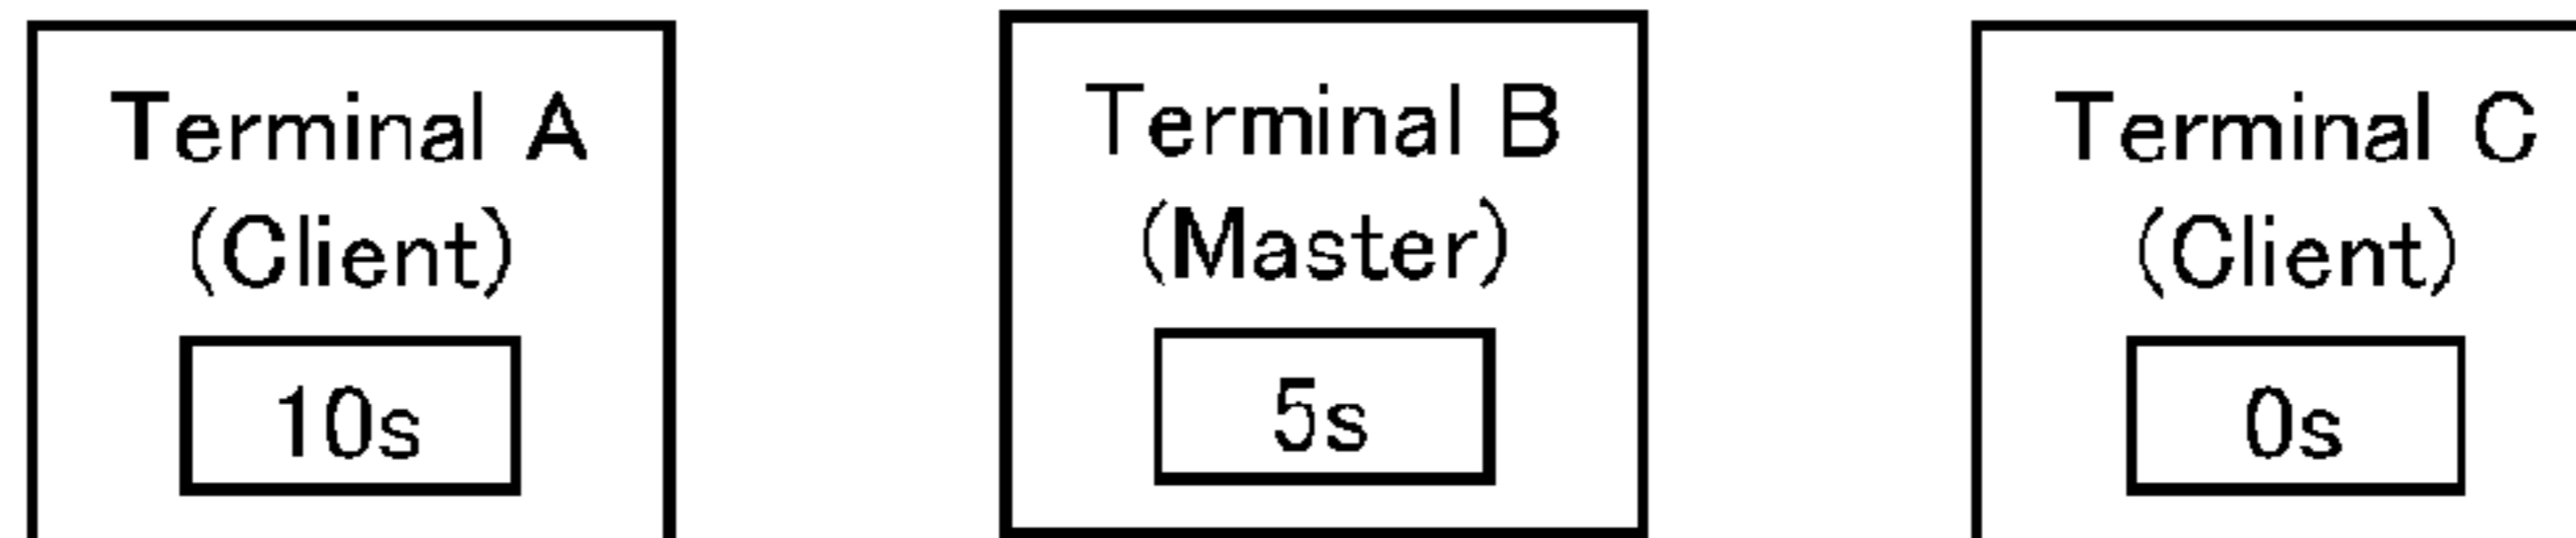 Terminal A
(Client)
10s
Terminal B
(Master)
5s
Terminal C
(Client)
0s